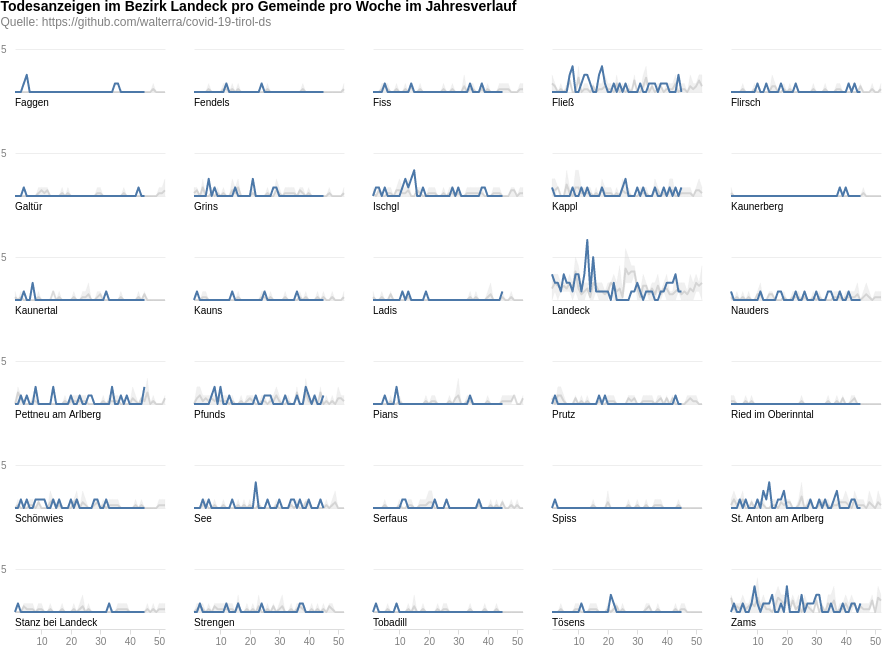 Todesanzeigen im Bezirk Landeck pro Gemeinde pro Woche im Jahresverlauf
Quelle: https://github.com/walterra/covid-19-tirol-ds
5
Faggen Fendels Fiss Fließ Flirsch
5
Galtür Grins Ischgl Kappl Kaunerberg
5
Kaunertal Kauns Ladis Landeck Nauders
5
Pettneu am Arlberg Pfunds Pians Prutz Ried im Oberinntal
5
Schönwies See Serfaus Spiss St. Anton am Arlberg
5
Stanz bei Landeck Strengen Tobadill Tösens Zams
10 20 30 40 50 10 20 30 40 50 10 20 30 40 50 10 20 30 40 50 10 20 30 40 50